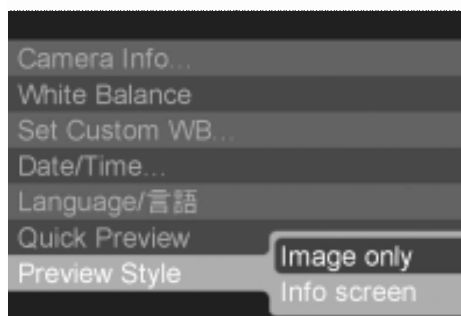 Camera Info...
White Balance
Set Custom WB...
Date/Time...
Language/言語
Quick Preview
Preview Style
Image only
Info screen